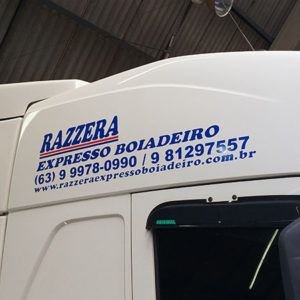 RAZZERA
EXPRESSO BOIADEIRO
(63) 9 9978-0990 / 9 81297557
www.razzeraexpressoboiadeiro.com.br